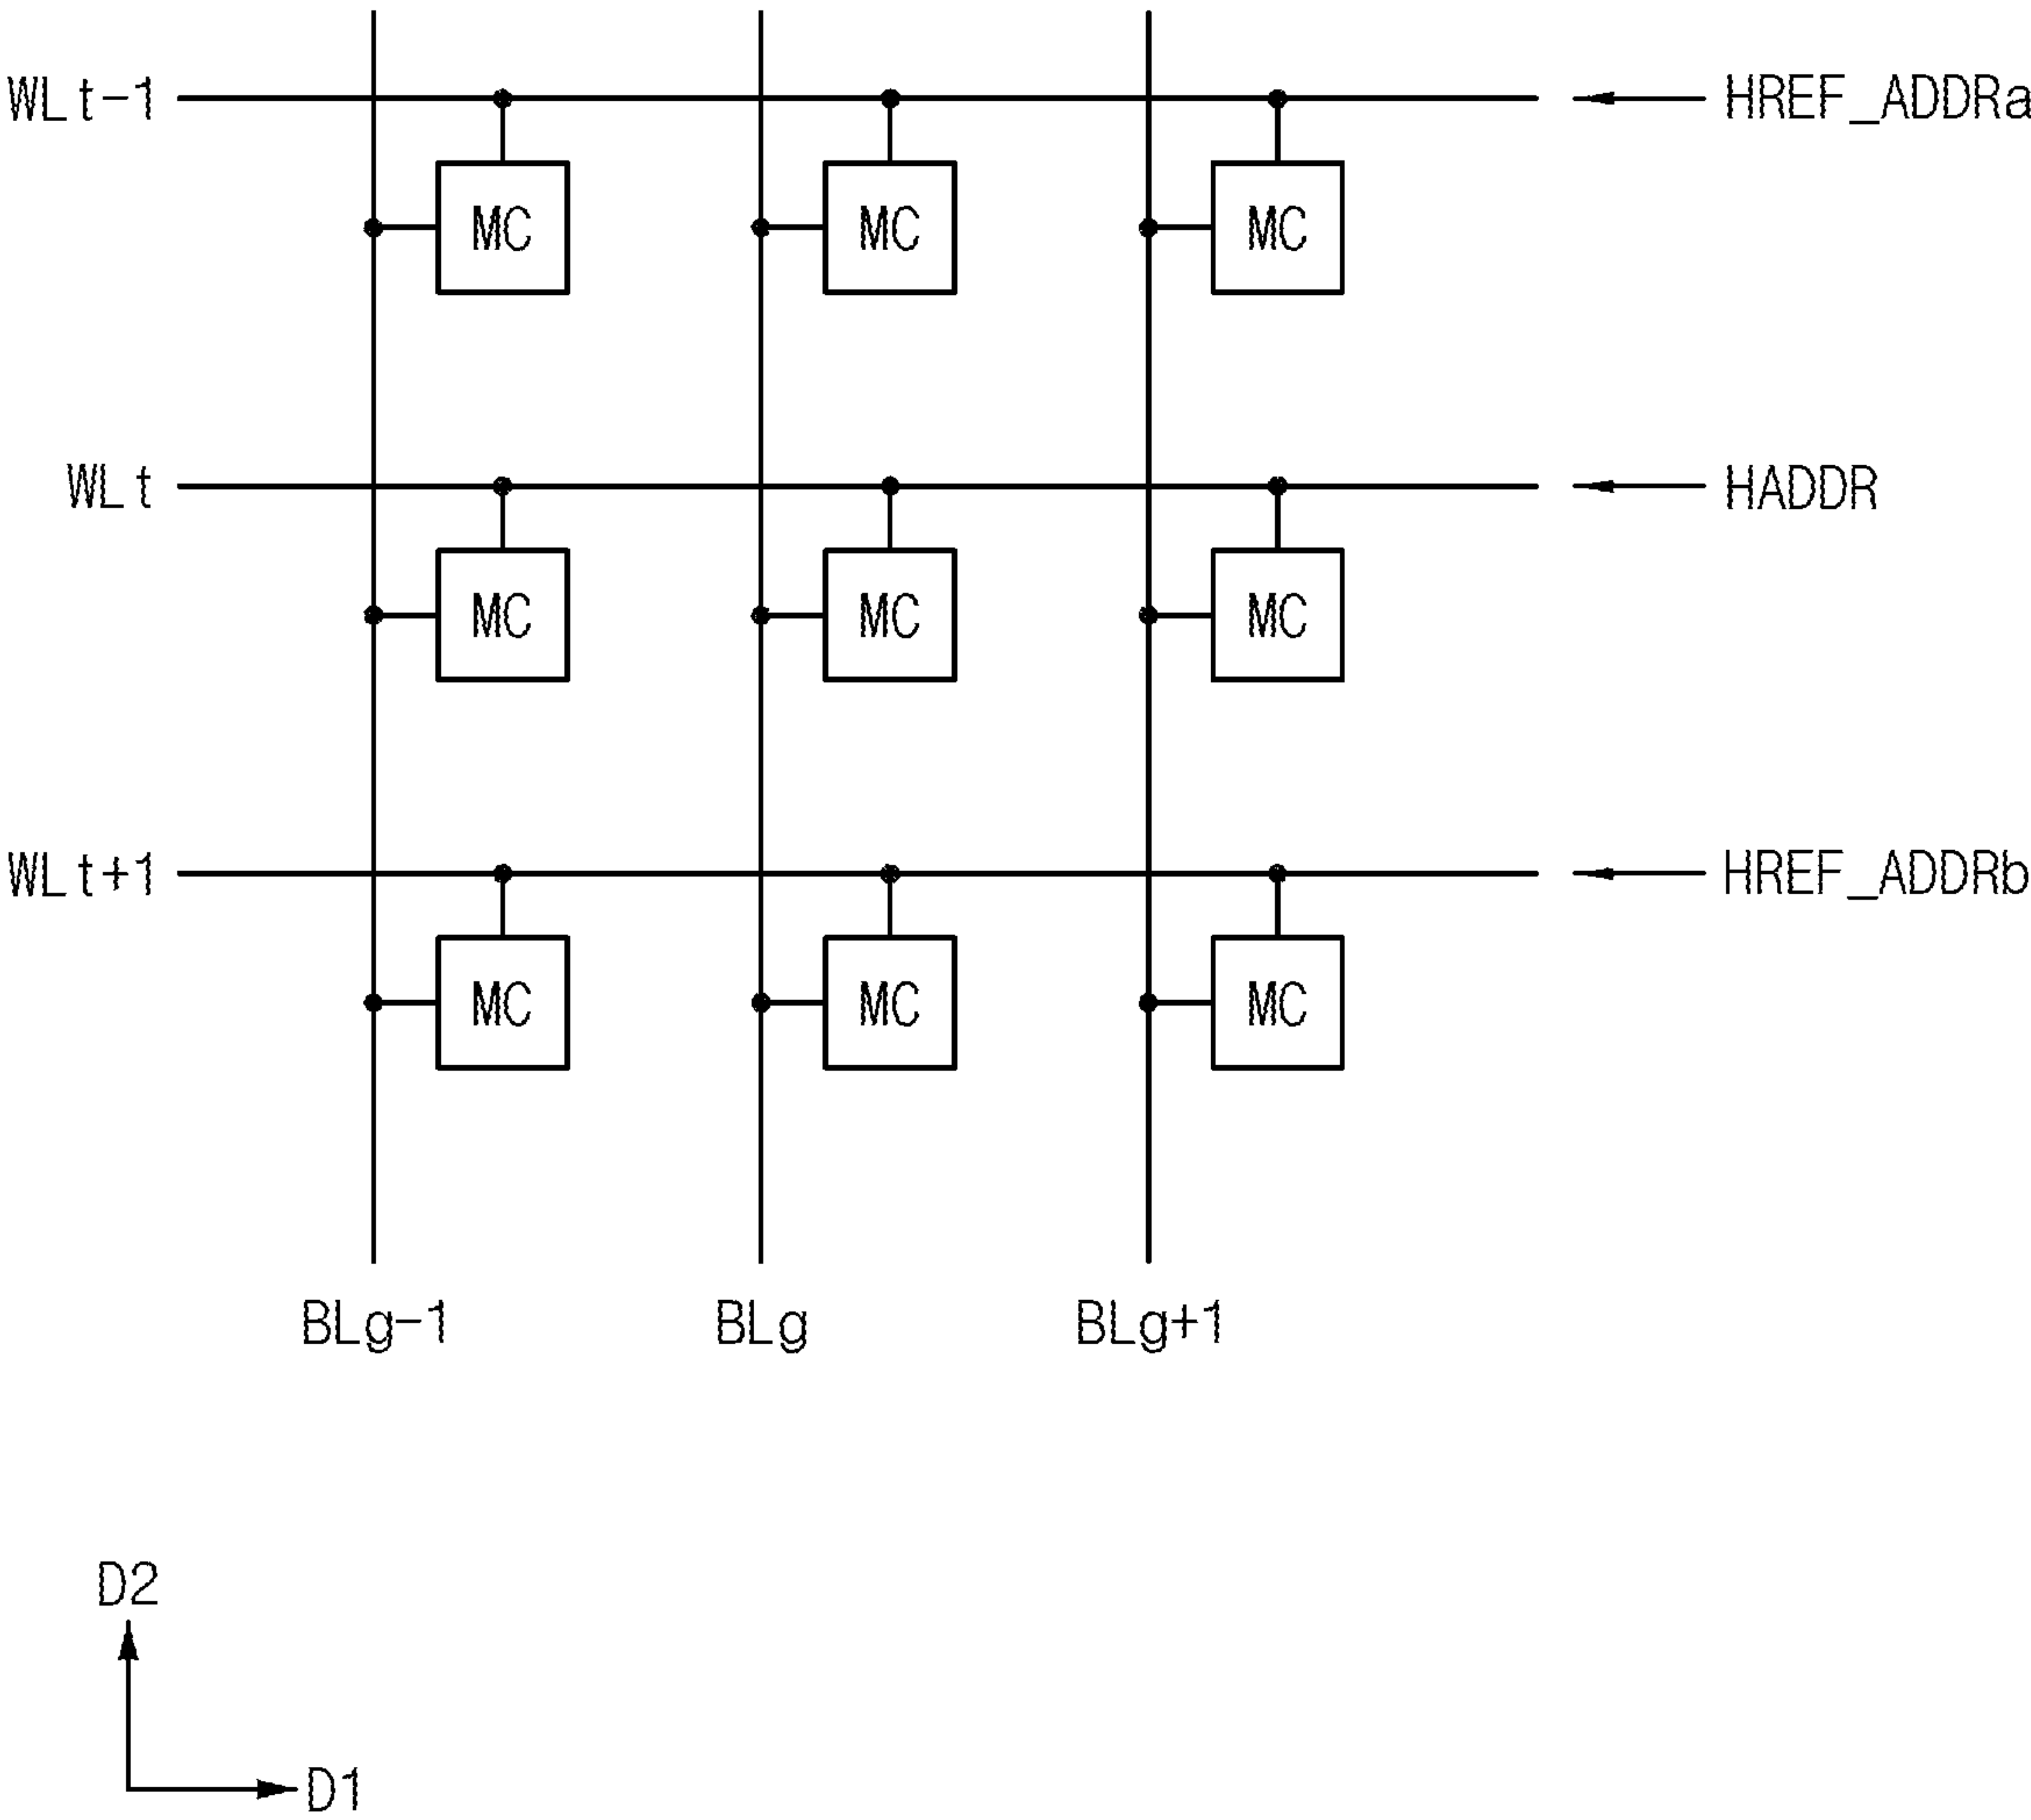 WLt-1 HREF_ADDRa
MC MC MC
WLt HADDR
MC MC MC
WLt+1 HREF_ADDRb
MC MC MC
BLg-1 BLg BLg+1
D2
D1